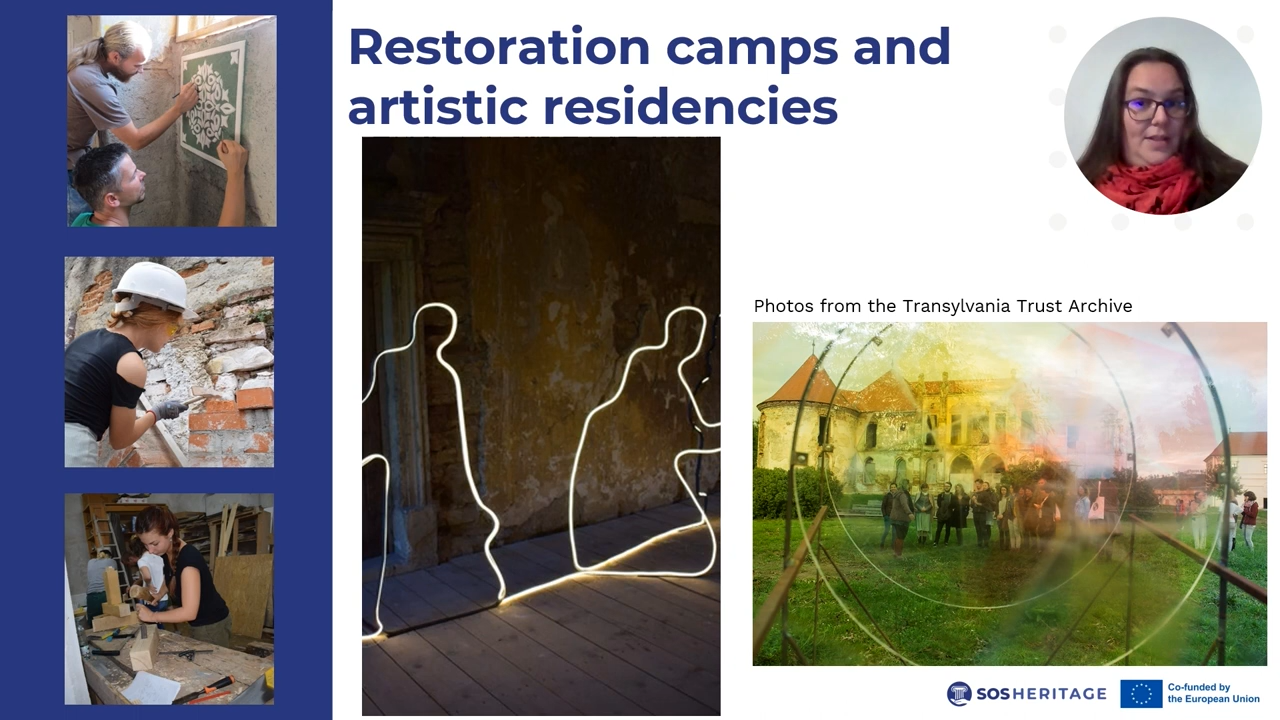 Restoration camps and
artistic residencies
Photos from the Transylvania Trust Archive
SOSHERITAGE
Co-funded by
the European Union